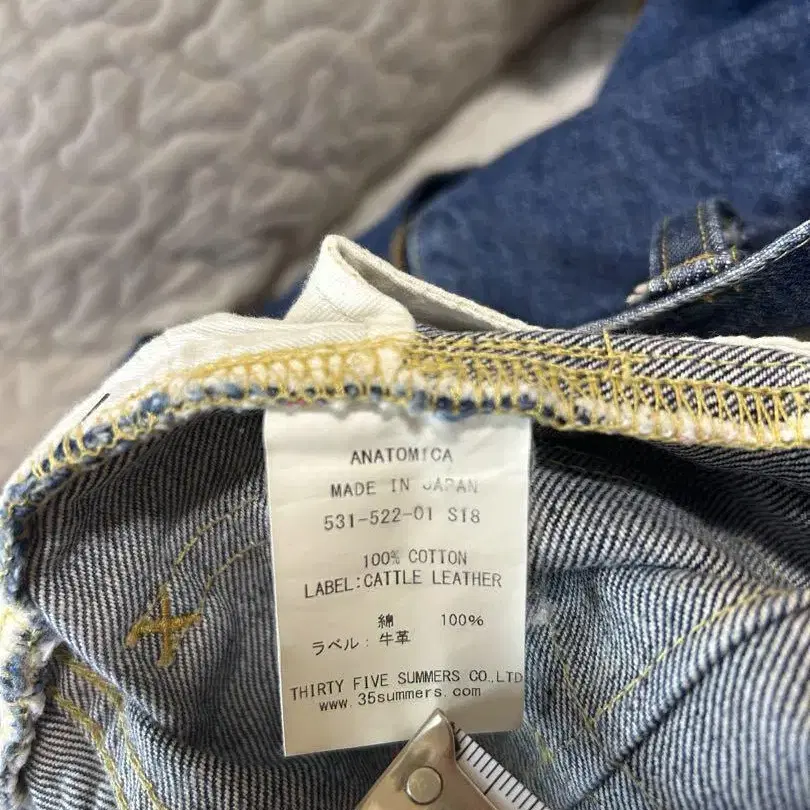 ANATOMICA
MADE IN JAPAN
531-522-01 S18
100% COTTON
LABEL:CATTLE LEATHER
綿 100%
ラベル: 牛革
THIRTY FIVE SUMMERS CO.,LTD
www.35summers.com